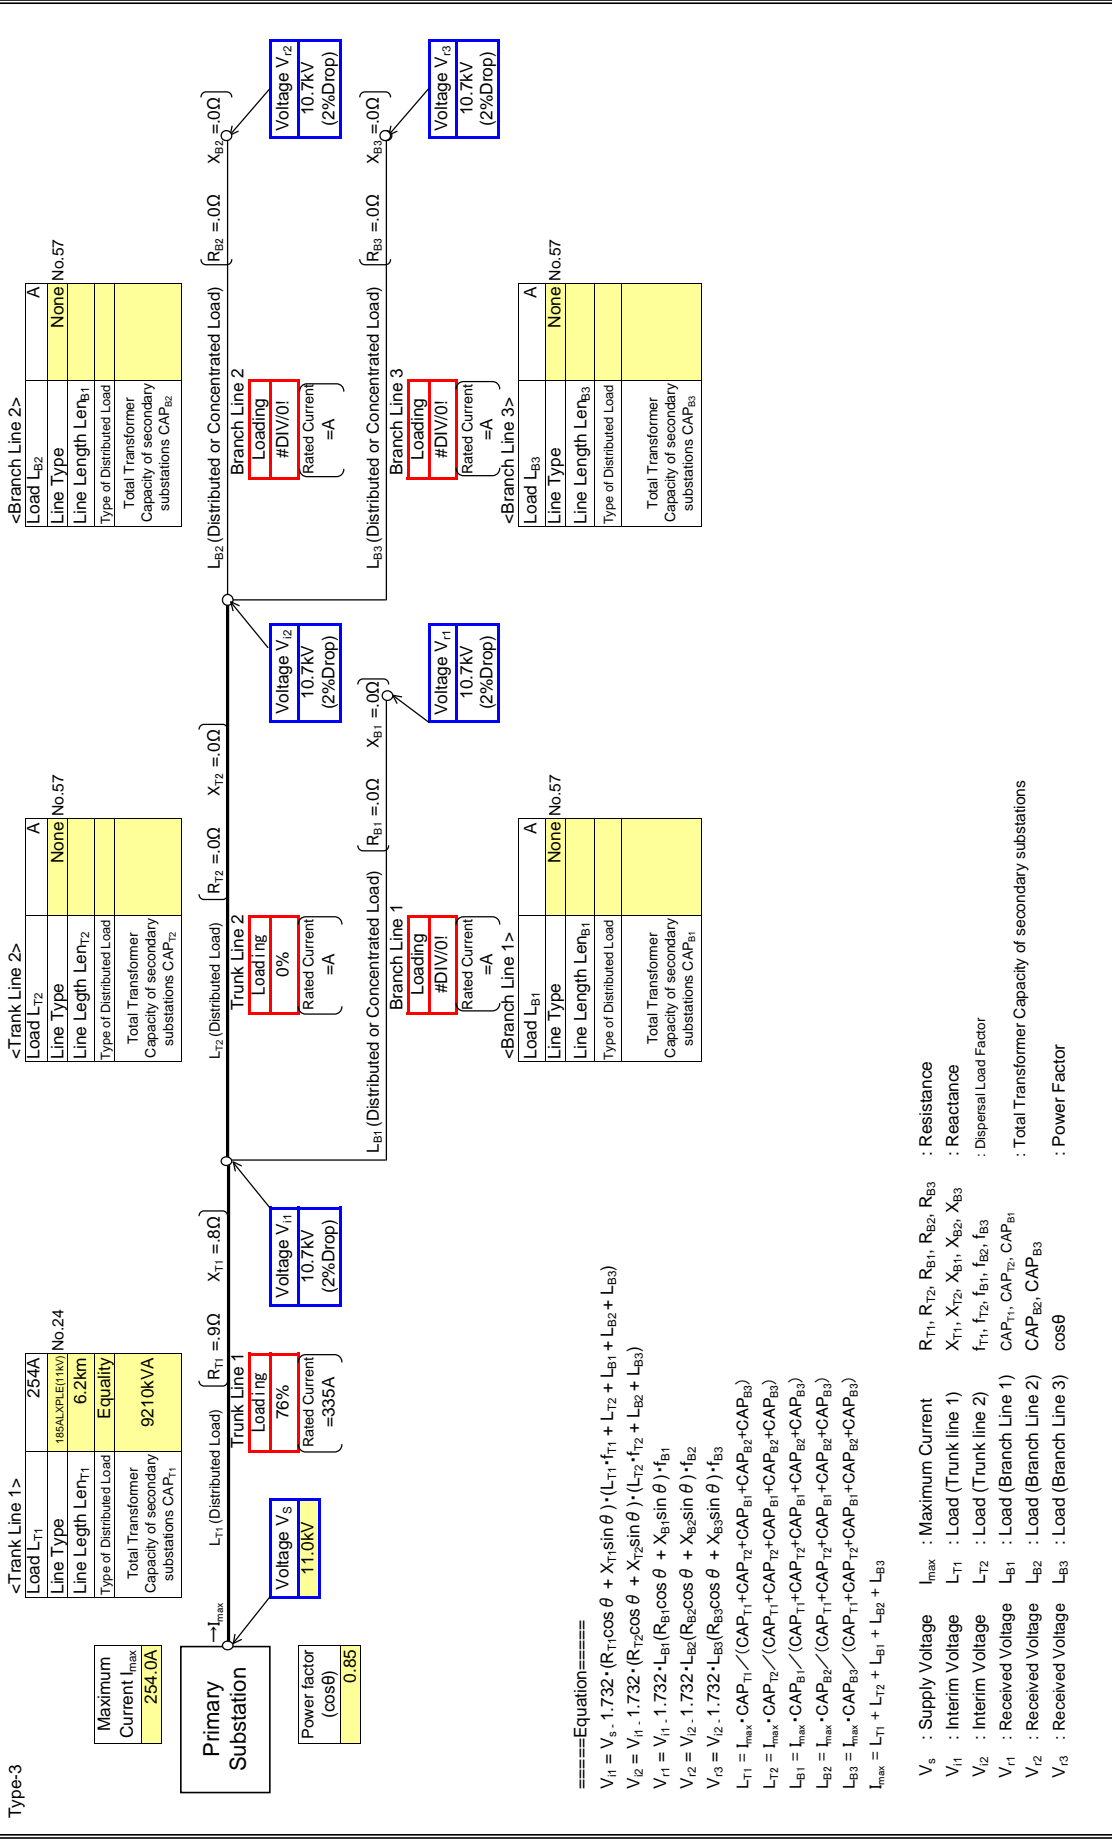 Type-3
Maximum
Current Imax
254.0A
Primary
Substation
Power factor
(cosθ)
0.85
→Imax
Voltage VS
11.0kV
<Trank Line 1>
Load LT1 254A
Line Type 185ALXPLE(11kV) No.24
Line Length LenT1 6.2km
Type of Distributed Load Equality
Total Transformer
Capacity of secondary
substations CAPT1
9210kVA
LT1 (Distributed Load) RT1 =.9Ω XT1 =.8Ω
Trunk Line 1
Loading
76%
Rated Current
=335A
Voltage Vi1
10.7kV
(2%Drop)
<Trank Line 2>
Load LT2 A
Line Type None No.57
Line Legth LenT2
Type of Distributed Load
Total Transformer
Capacity of secondary
substations CAPT2
LT2 (Distributed Load) RT2 =.0Ω XT2 =.0Ω
Trunk Line 2
Loading
0%
Rated Current
=A
Voltage Vi2
10.7kV
(2%Drop)
LB1 (Distributed or Concentrated Load) RB1 =.0Ω XB1 =.0Ω
Branch Line 1
Loading
#DIV/0!
Rated Current
=A
Voltage Vr1
10.7kV
(2%Drop)
<Branch Line 1>
Load LB1 A
Line Type None No.57
Line Length LenB1
Type of Distributed Load
Total Transformer
Capacity of secondary
substations CAPB1
<Branch Line 2>
Load LB2 A
Line Type None No.57
Line Length LenB1
Type of Distributed Load
Total Transformer
Capacity of secondary
substations CAPB2
LB2 (Distributed or Concentrated Load) RB2 =.0Ω XB2 =.0Ω
Branch Line 2
Loading
#DIV/0!
Rated Current
=A
Voltage Vr2
10.7kV
(2%Drop)
LB3 (Distributed or Concentrated Load) RB3 =.0Ω XB3 =.0Ω
Branch Line 3
Loading
#DIV/0!
Rated Current
=A
Voltage Vr3
10.7kV
(2%Drop)
<Branch Line 3>
Load LB3 A
Line Type None No.57
Line Length LenB3
Type of Distributed Load
Total Transformer
Capacity of secondary
substations CAPB3
=====Equation=====
Vi1 = VS - 1.732・(RT1cosθ + XT1sinθ)・(LT1・fT1 + LT2 + LB1 + LB2 + LB3)
Vi2 = Vi1 - 1.732・(RT2cosθ + XT2sinθ)・(LT2・fT2 + LB2 + LB3)
Vr1 = Vi1 - 1.732・LB1(RB1cosθ + XB1sinθ)・fB1
Vr2 = Vi2 - 1.732・LB2(RB2cosθ + XB2sinθ)・fB2
Vr3 = Vi2 - 1.732・LB3(RB3cosθ + XB3sinθ)・fB3
LT1 = Imax・CAPT1／(CAPT1+CAPT2+CAPB1+CAPB2+CAPB3)
LT2 = Imax・CAPT2／(CAPT1+CAPT2+CAPB1+CAPB2+CAPB3)
LB1 = Imax・CAPB1／(CAPT1+CAPT2+CAPB1+CAPB2+CAPB3)
LB2 = Imax・CAPB2／(CAPT1+CAPT2+CAPB1+CAPB2+CAPB3)
LB3 = Imax・CAPB3／(CAPT1+CAPT2+CAPB1+CAPB2+CAPB3)
Imax = LT1 + LT2 + LB1 + LB2 + LB3
Vs : Supply Voltage Imax : Maximum Current RT1, RT2, RB1, RB2, RB3 : Resistance
Vi1 : Interim Voltage LT1 : Load (Trunk line 1) XT1, XT2, XB1, XB2, XB3 : Reactance
Vi2 : Interim Voltage LT2 : Load (Trunk line 2) fT1, fT2, fB1, fB2, fB3 : Dispersal Load Factor
Vr1 : Received Voltage LB1 : Load (Branch Line 1) CAPT1, CAPT2, CAPB1 : Total Transformer Capacity of secondary substations
Vr2 : Received Voltage LB2 : Load (Branch Line 2) CAPB2, CAPB3
Vr3 : Received Voltage LB3 : Load (Branch Line 3) cosθ : Power Factor